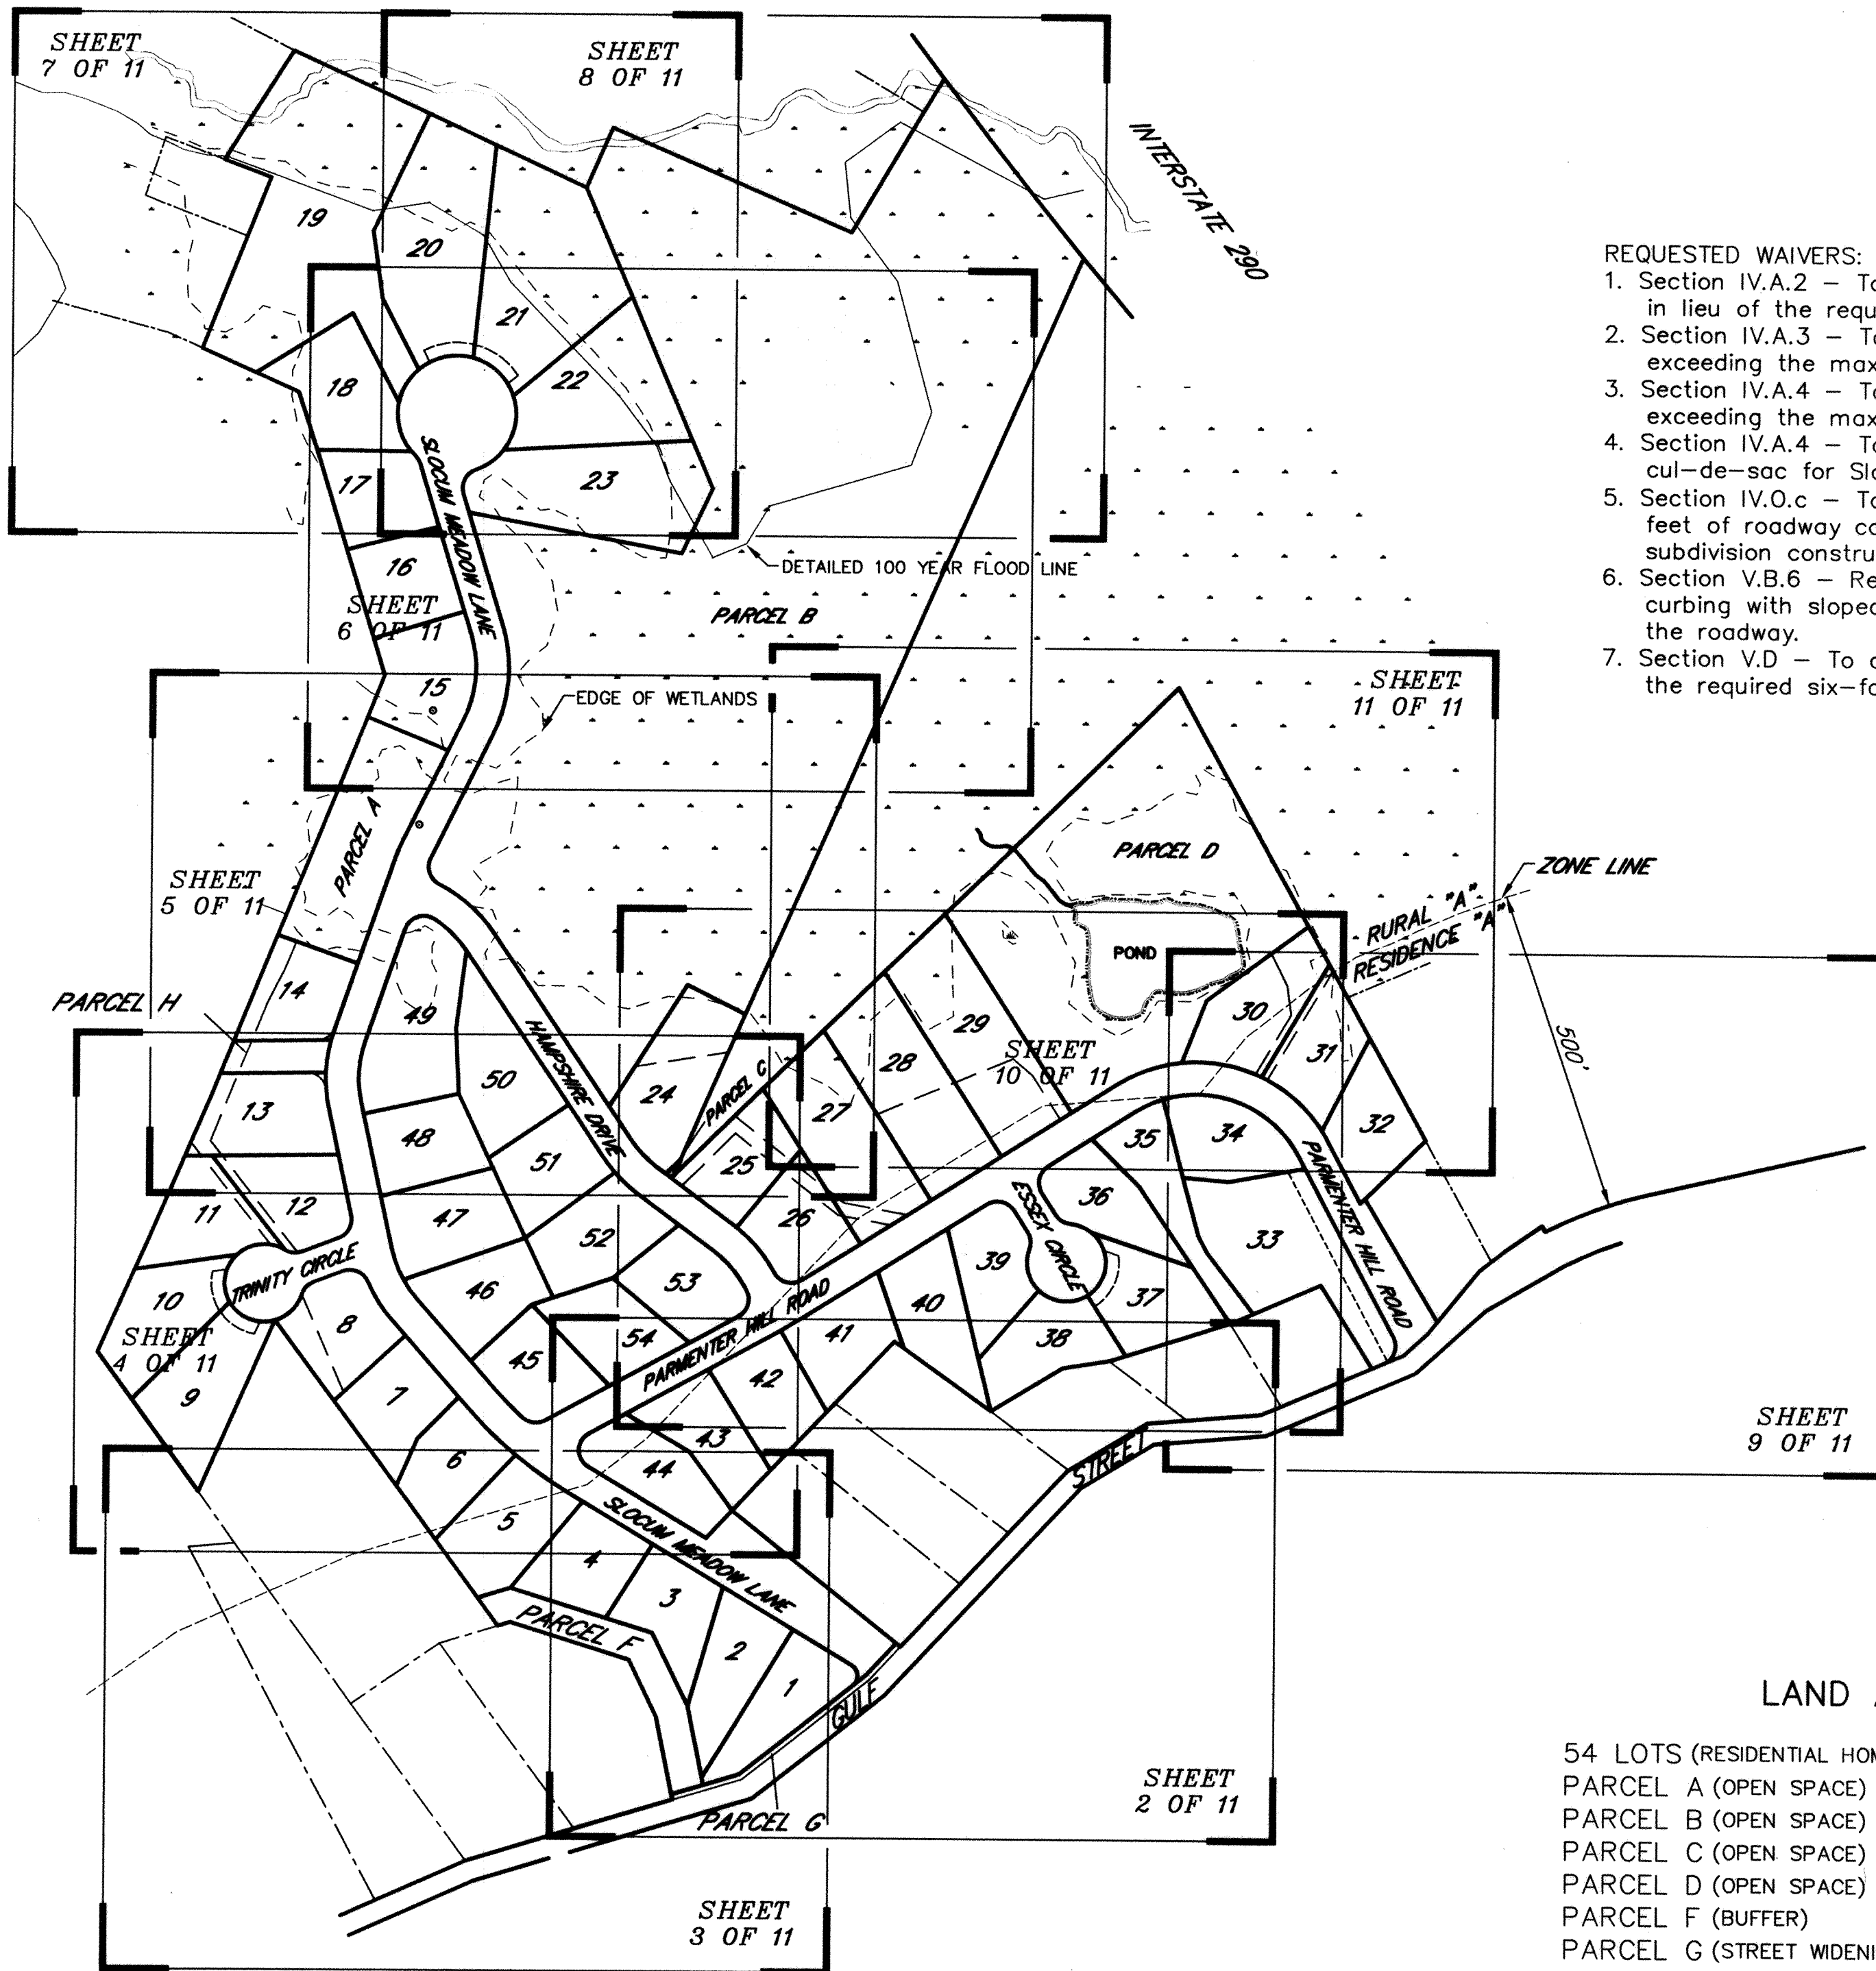 SHEET
7 OF 11
SHEET
8 OF 11
INTERSTATE 290
19
20
21
22
18
17
23
SLOCUM MEADOW LANE
16
DETAILED 100 YEAR FLOOD LINE
SHEET
6 OF 11
PARCEL B
15
EDGE OF WETLANDS
SHEET
11 OF 11
PARCEL A
PARCEL D
ZONE LINE
SHEET
5 OF 11
RURAL "A"
RESIDENCE "A"
POND
14
PARCEL H
49
HAMPSHIRE DRIVE
29
30
SHEET
10 OF 11
31
500'
28
50
24
PARCEL C
27
13
48
35
34
32
51
25
PARMENTER HILL ROAD
11
12
47
26
36
ESSEX CIRCLE
52
33
39
TRINITY CIRCLE
53
46
10
40
37
8
SHEET
4 OF 11
54
41
38
PARMENTER HILL ROAD
45
42
9
7
43
SHEET
9 OF 11
6
44
STREET
5
SLOCUM MEADOW LANE
4
3
PARCEL F
2
1
GULF
SHEET
2 OF 11
PARCEL G
SHEET
3 OF 11
REQUESTED WAIVERS:
1. Section IV.A.2 – To
in lieu of the requ
2. Section IV.A.3 – To
exceeding the max
3. Section IV.A.4 – To
exceeding the max
4. Section IV.A.4 – To
cul–de–sac for Slo
5. Section IV.O.c – To
feet of roadway co
subdivision constru
6. Section V.B.6 – Re
curbing with sloped
the roadway.
7. Section V.D – To c
the required six–fo
LAND
54 LOTS (RESIDENTIAL HOM
PARCEL A (OPEN SPACE)
PARCEL B (OPEN SPACE)
PARCEL C (OPEN SPACE)
PARCEL D (OPEN SPACE)
PARCEL F (BUFFER)
PARCEL G (STREET WIDENI